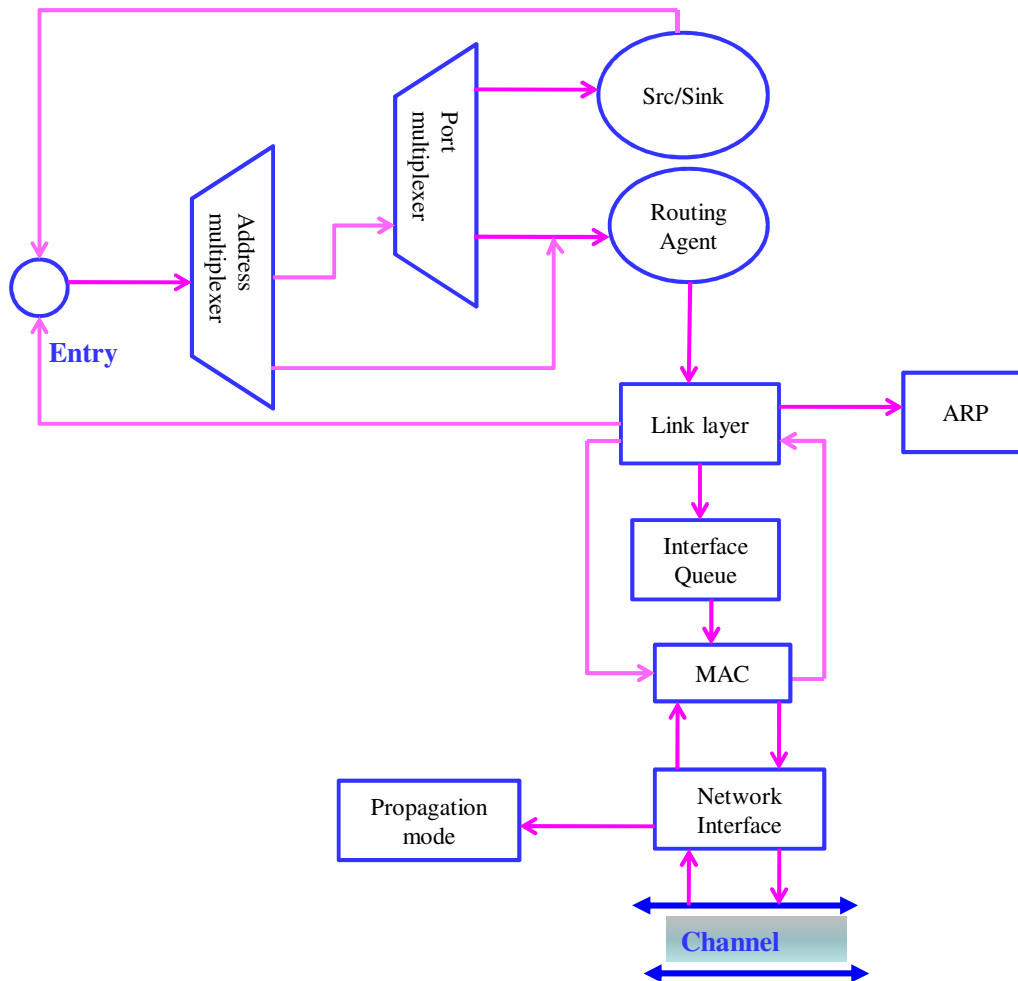 Src/Sink
Port
multiplexer
Address
multiplexer
Routing
Agent
Entry
Link layer
ARP
Interface
Queue
MAC
Propagation
mode
Network
Interface
Channel